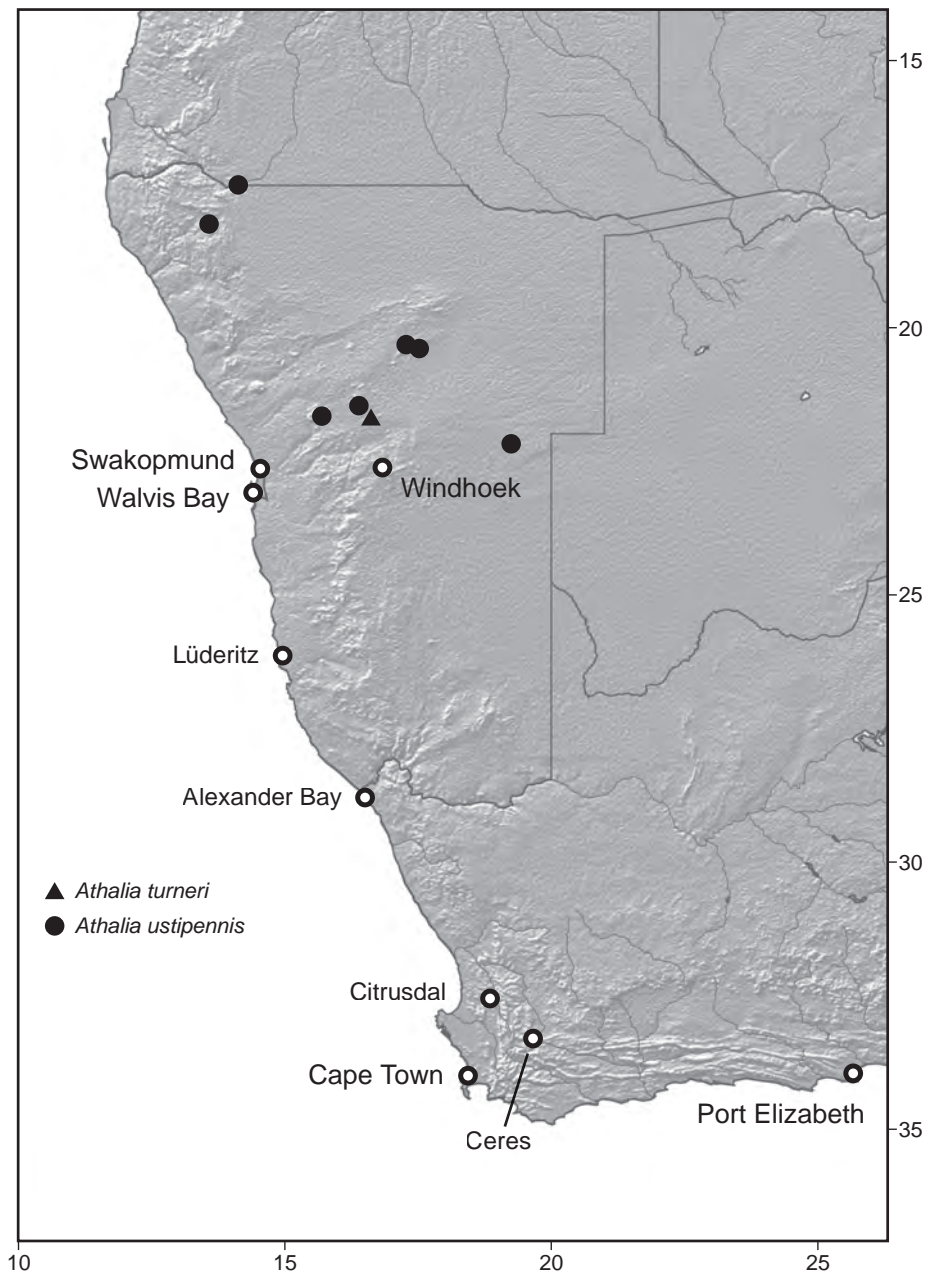 15
20
Swakopmund
Walvis Bay
Windhoek
25
Lüderitz
Alexander Bay
30
Athalia turneri
Athalia ustipennis
Citrusdal
Cape Town
Port Elizabeth
Ceres
35
10
15
20
25